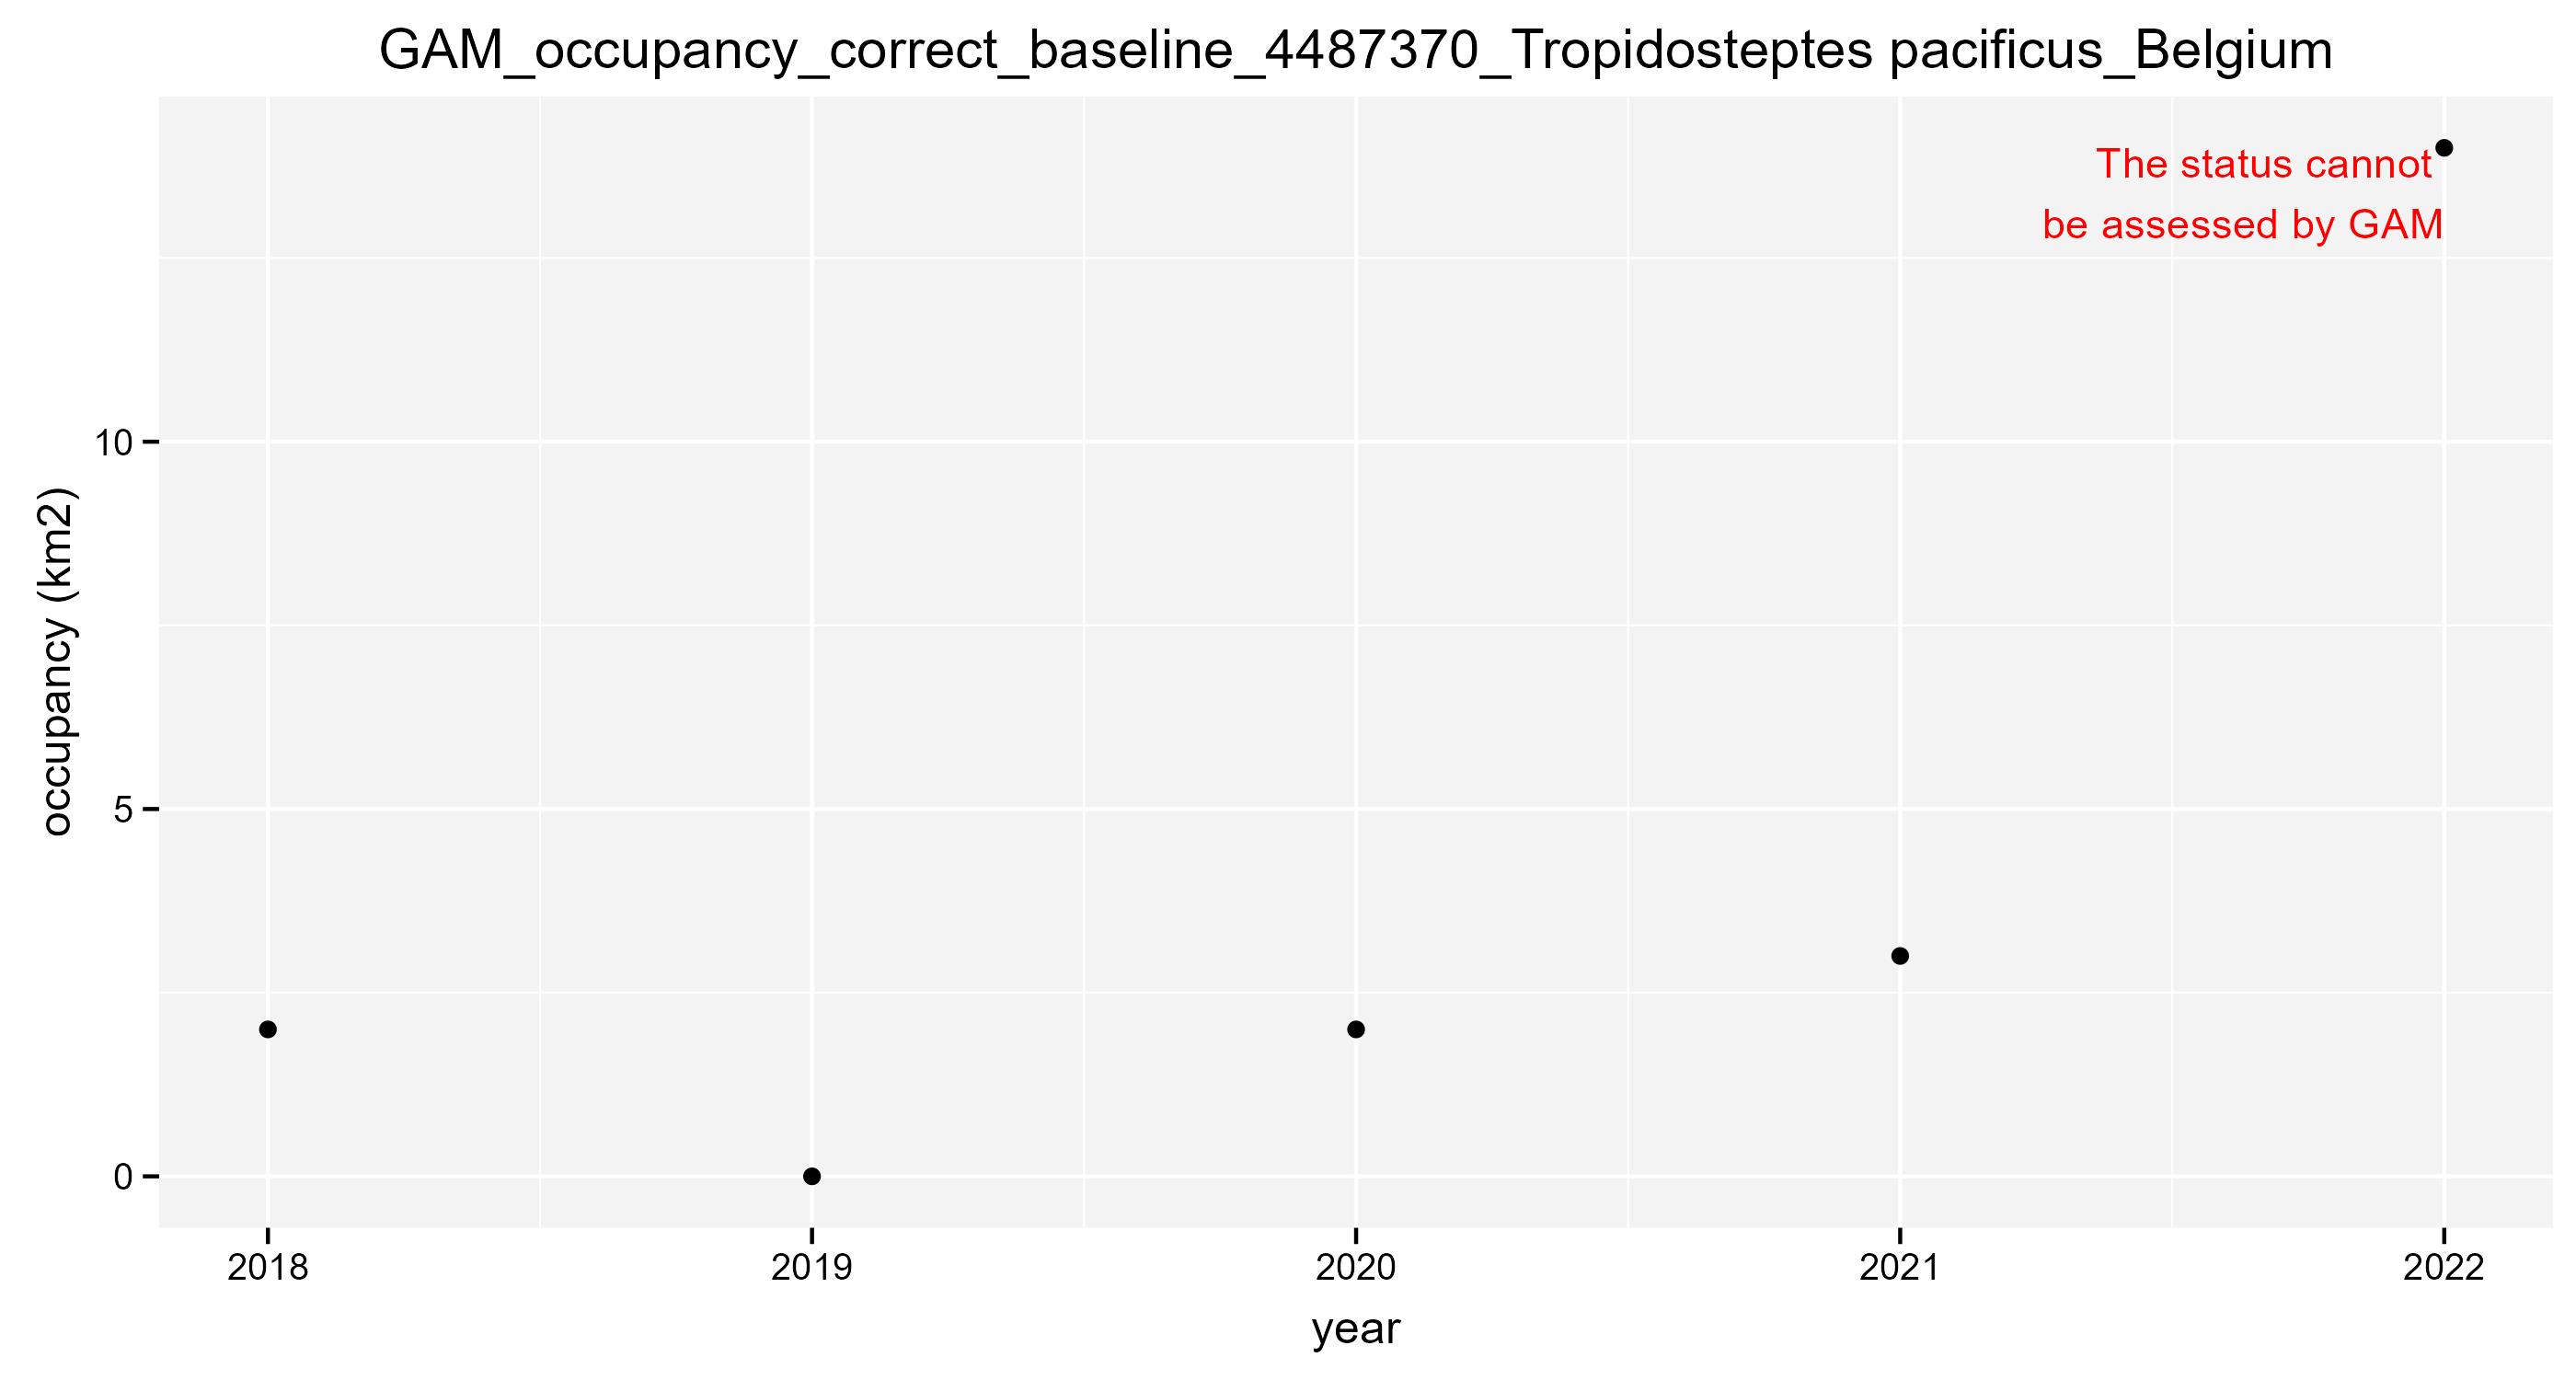 GAM_occupancy_correct_baseline_4487370_Tropidosteptes pacificus_Belgium
The status cannot
be assessed by GAM
10
5
0
occupancy (km2)
2018 2019 2020 2021 2022
year